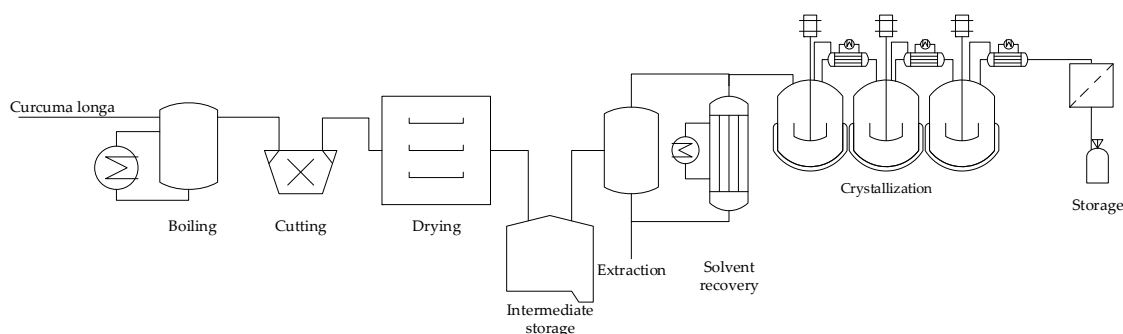 Curcuma longa
Boiling
Cutting
Drying
Intermediate
storage
Extraction
Solvent
recovery
Crystallization
Storage